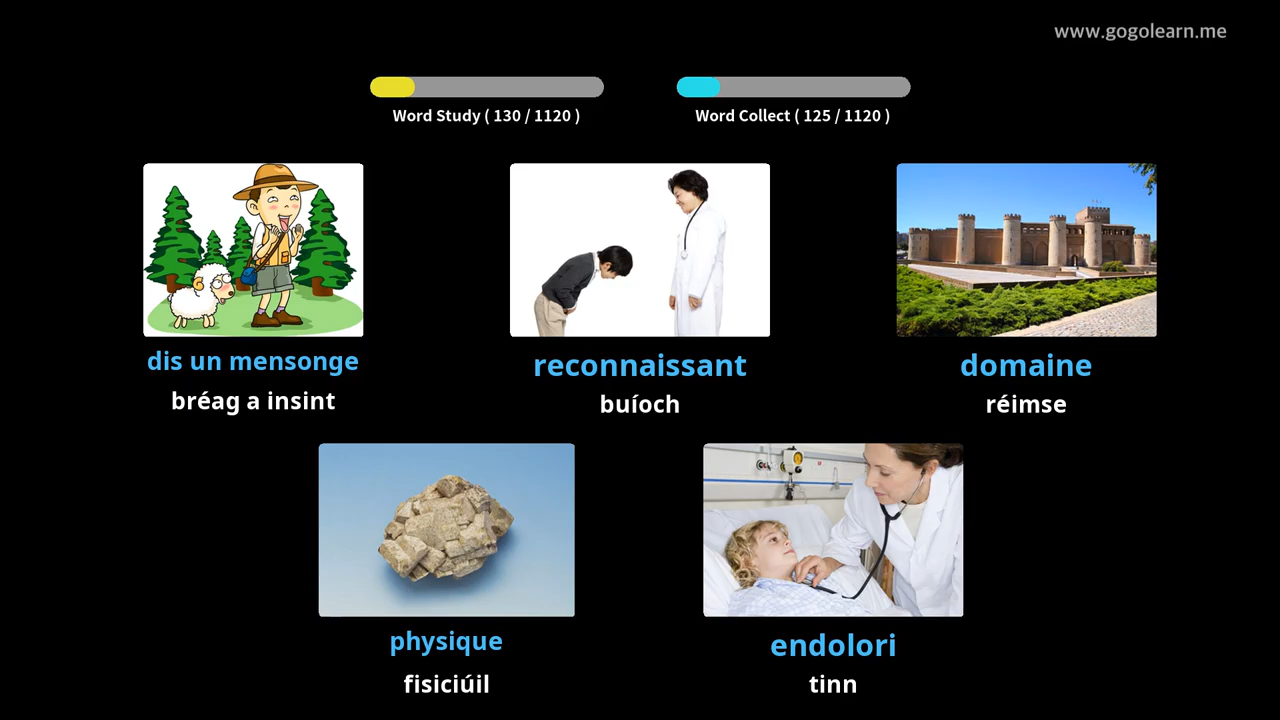 www.gogolearn.me
Word Study ( 130 / 1120 )
Word Collect ( 125 / 1120 )
dis un mensonge
bréag a insint
reconnaissant
buíoch
domaine
réimse
physique
fisiciúil
endolori
tinn